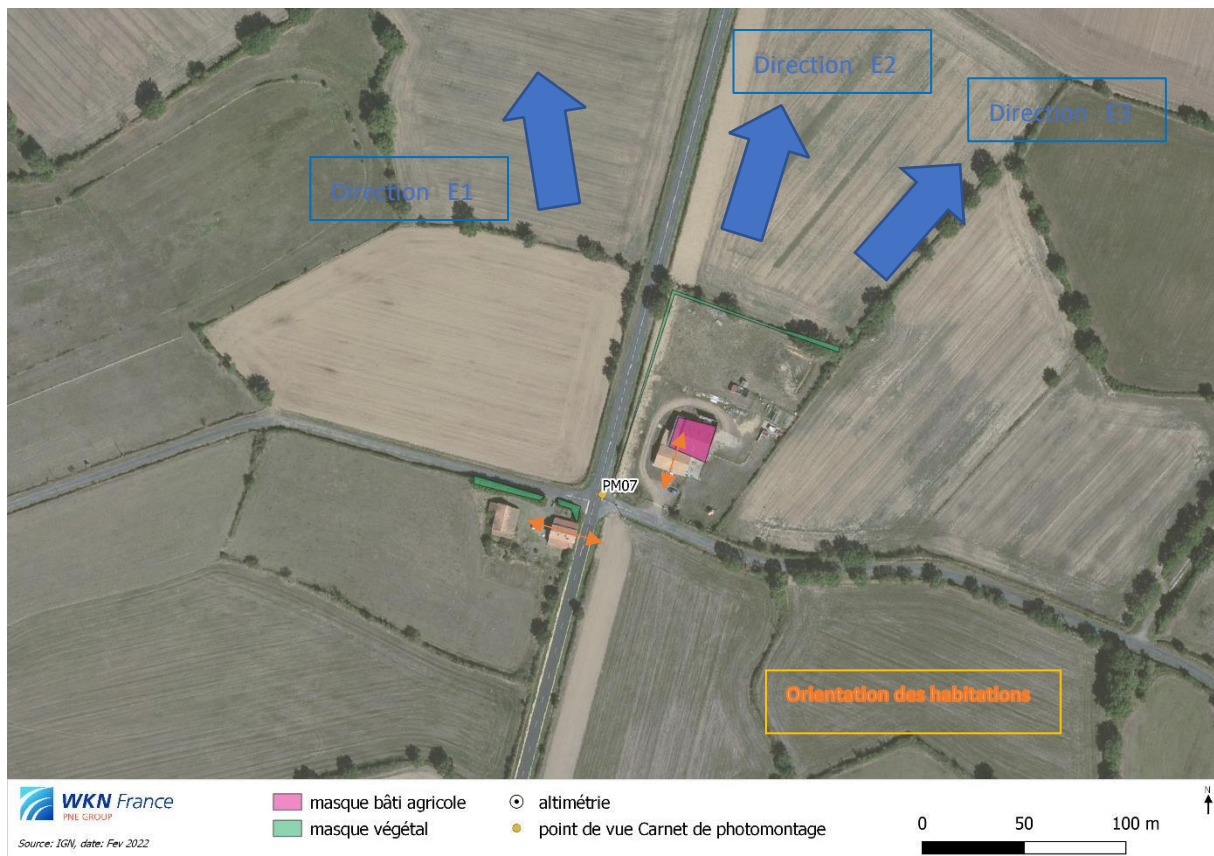 Direction E2
Direction E3
Direction E1
PM07
Orientation des habitations
WKN France
PNE GROUP
Source: IGN, date: Fev 2022
masque bâti agricole
masque végétal
altimétrie
point de vue Carnet de photomontage
0 50 100 m
N